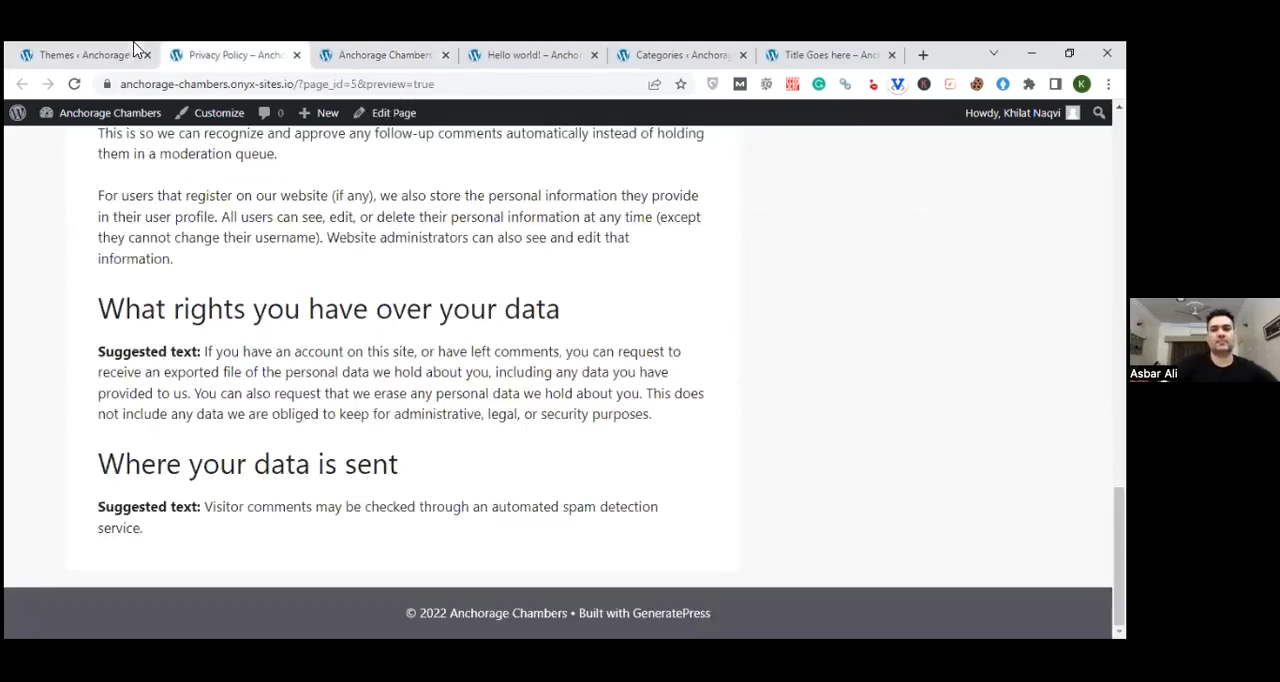 Themes ‹ Anchorage
Privacy Policy – Ancho
Anchorage Chambers
Hello world! – Anchor
Categories ‹ Anchorag
Title Goes here – Anc
anchorage-chambers.onyx-sites.io/?page_id=5&preview=true
K
Anchorage Chambers
Customize
0
New
Edit Page
Howdy, Khilat Naqvi
This is so we can recognize and approve any follow-up comments automatically instead of holding
them in a moderation queue.
For users that register on our website (if any), we also store the personal information they provide
in their user profile. All users can see, edit, or delete their personal information at any time (except
they cannot change their username). Website administrators can also see and edit that
information.
What rights you have over your data
Suggested text: If you have an account on this site, or have left comments, you can request to
receive an exported file of the personal data we hold about you, including any data you have
provided to us. You can also request that we erase any personal data we hold about you. This does
not include any data we are obliged to keep for administrative, legal, or security purposes.
Where your data is sent
Suggested text: Visitor comments may be checked through an automated spam detection
service.
© 2022 Anchorage Chambers • Built with GeneratePress
Asbar Ali